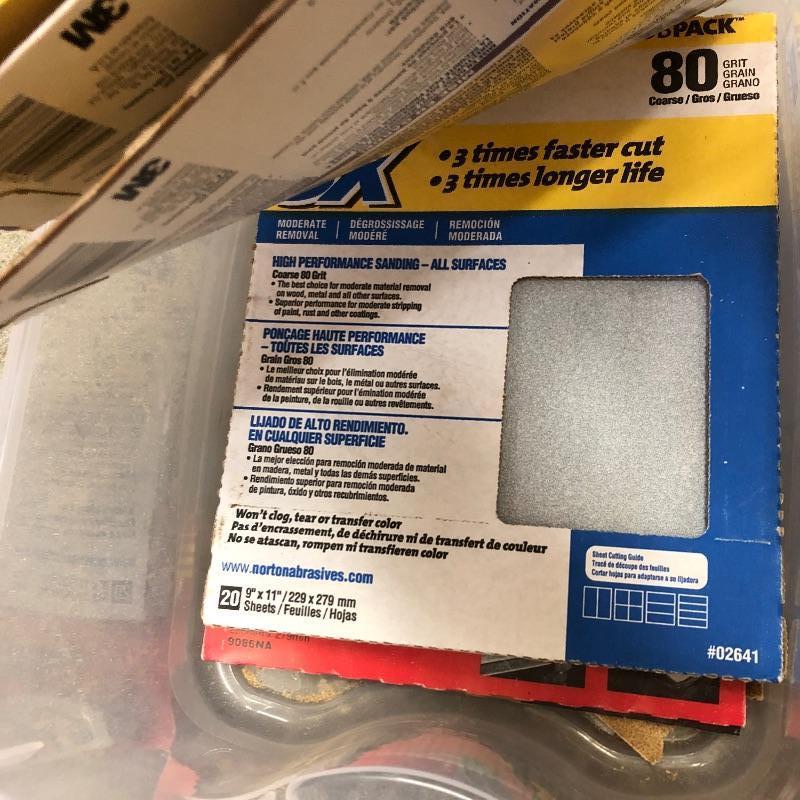 3M
3M
PACK™
80 GRIT
GRAIN
GRANO
Coarse / Gros / Grueso
3X
• 3 times faster cut
• 3 times longer life
MODERATE REMOVAL | DÉGROSSISSAGE MODÉRÉ | REMOCIÓN MODERADA
HIGH PERFORMANCE SANDING – ALL SURFACES
Coarse 80 Grit
• The best choice for moderate material removal
on wood, metal and all other surfaces.
• Superior performance for moderate stripping
of paint, rust and other coatings.
PONÇAGE HAUTE PERFORMANCE
– TOUTES LES SURFACES
Grain Gros 80
• Le meilleur choix pour l'élimination modérée
de matériau sur le bois, le métal ou autres surfaces.
• Rendement supérieur pour l'émination modérée
de la peinture, de la rouille ou autres revêtements.
LIJADO DE ALTO RENDIMIENTO.
EN CUALQUIER SUPERFICIE
Grano Grueso 80
• La mejor elección para remoción moderada de material
en madera, metal y todas las demás superficies.
• Rendimiento superior para remoción moderada
de pintura, óxido y otros recubrimientos.
Won't clog, tear or transfer color
Pas d'encrassement, de déchirure ni de transfert de couleur
No se atascan, rompen ni transfieren color
www.nortonabrasives.com
20 9" x 11" / 229 x 279 mm
Sheets / Feuilles / Hojas
Sheet Cutting Guide
Tracé de découpe des feuilles
Cortar hojas para adaptarse a su lijadora
#02641
9086NA